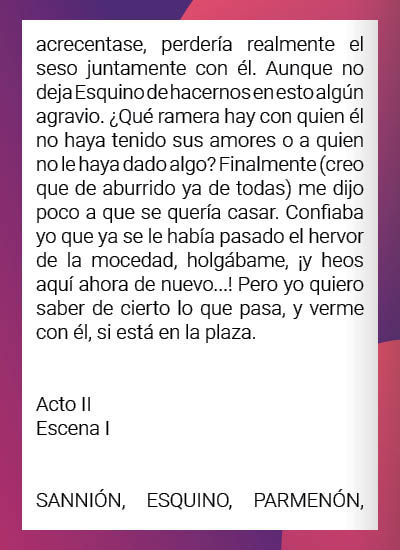 acrecentase, perdería realmente el
seso juntamente con él. Aunque no
deja Esquino de hacernos en esto algún
agravio. ¿Qué ramera hay con quien él
no haya tenido sus amores o a quien
no le haya dado algo? Finalmente (creo
que de aburrido ya de todas) me dijo
poco a que se quería casar. Confiaba
yo que ya se le había pasado el hervor
de la mocedad, holgábame, ¡y heos
aquí ahora de nuevo...! Pero yo quiero
saber de cierto lo que pasa, y verme
con él, si está en la plaza.
Acto II
Escena I
SANNIÓN, ESQUINO, PARMENÓN,